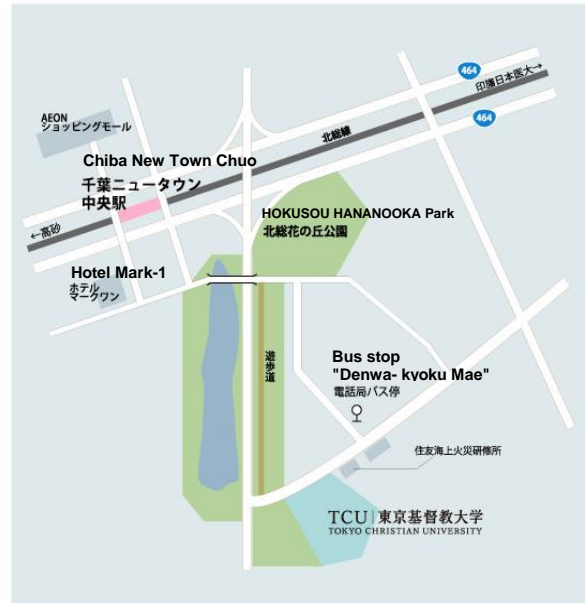 464
印旛日本医大→
AEON
ショッピングモール
464
北総線
Chiba New Town Chuo
千葉ニュータウン
中央駅
HOKUSOU HANANOOKA Park
北総花の丘公園
←高砂
Hotel Mark-1
ホテル
マークワン
遊歩道
Bus stop
"Denwa- kyoku Mae"
電話局バス停
住友海上火災研修所
TCU|東京基督教大学
TOKYO CHRISTIAN UNIVERSITY